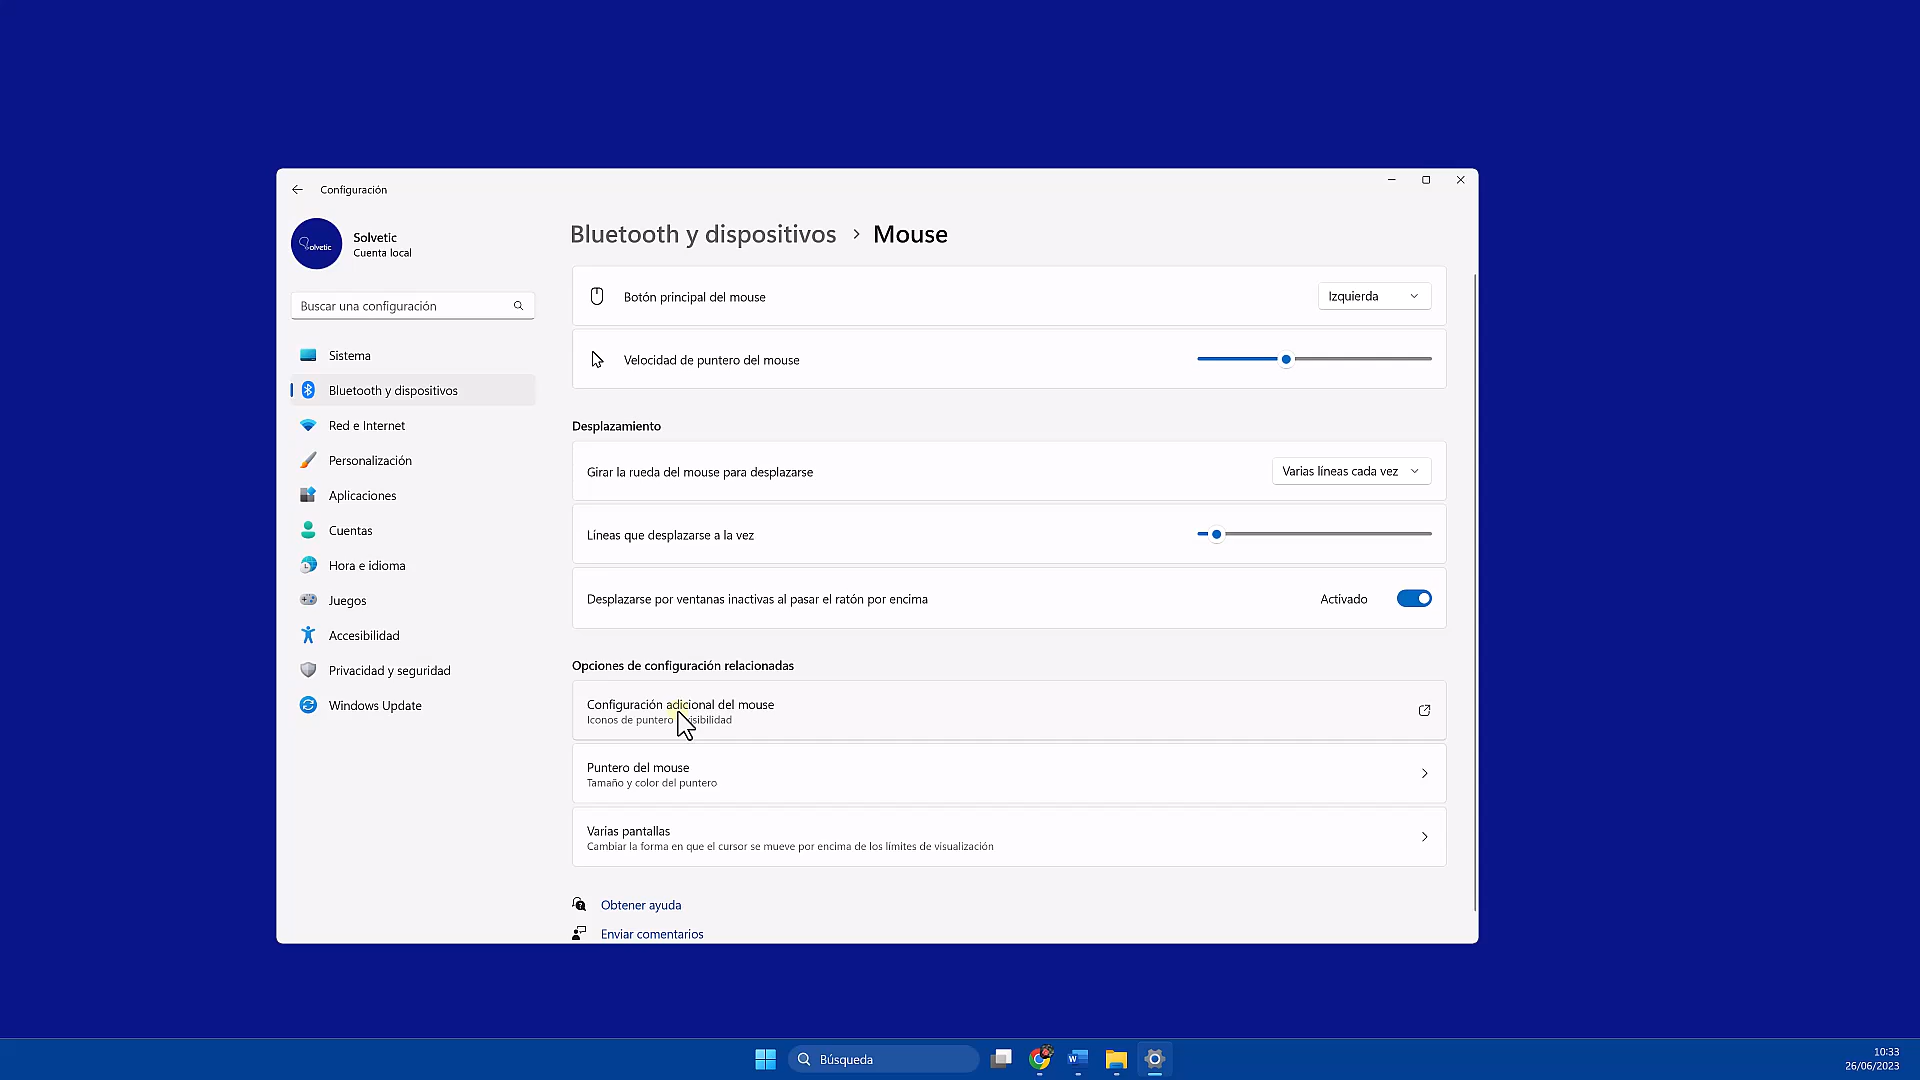 Configuración
Solvetic
Cuenta local
Buscar una configuración
Sistema
Bluetooth y dispositivos
Red e Internet
Personalización
Aplicaciones
Cuentas
Hora e idioma
Juegos
Accesibilidad
Privacidad y seguridad
Windows Update
Bluetooth y dispositivos > Mouse
Botón principal del mouse
Izquierda
Velocidad de puntero del mouse
Desplazamiento
Girar la rueda del mouse para desplazarse
Varias líneas cada vez
Líneas que desplazarse a la vez
Desplazarse por ventanas inactivas al pasar el ratón por encima
Activado
Opciones de configuración relacionadas
Configuración adicional del mouse
Iconos de puntero visibilidad
Puntero del mouse
Tamaño y color del puntero
Varias pantallas
Cambiar la forma en que el cursor se mueve por encima de los límites de visualización
Obtener ayuda
Enviar comentarios
Búsqueda
10:33
26/06/2023